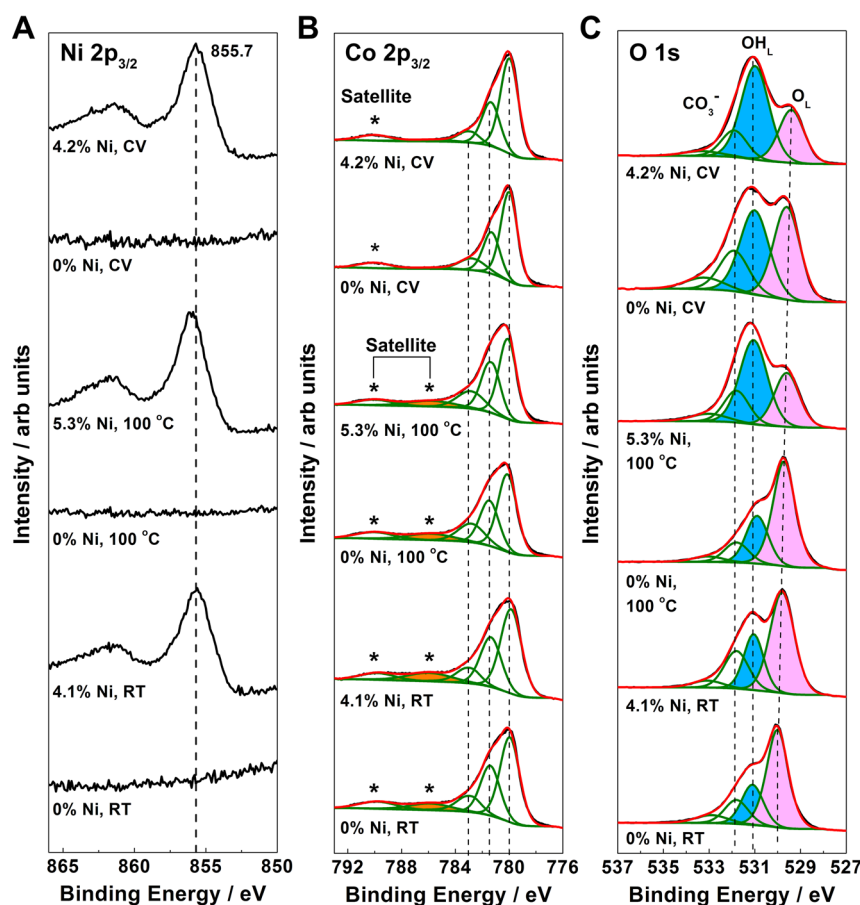 A
Ni 2p3/2
855.7
4.2% Ni, CV
0% Ni, CV
5.3% Ni, 100 °C
0% Ni, 100 °C
4.1% Ni, RT
0% Ni, RT
Intensity / arb units
865 860 855 850
Binding Energy / eV
B
Co 2p3/2
Satellite
*
4.2% Ni, CV
*
0% Ni, CV
Satellite
* *
5.3% Ni, 100 °C
* *
0% Ni, 100 °C
* *
4.1% Ni, RT
* *
0% Ni, RT
Intensity / arb units
792 788 784 780 776
Binding Energy / eV
C
O 1s
OHL
CO3-
OL
4.2% Ni, CV
0% Ni, CV
5.3% Ni,
100 °C
0% Ni,
100 °C
4.1% Ni, RT
0% Ni, RT
Intensity / arb units
537 535 533 531 529 527
Binding Energy / eV